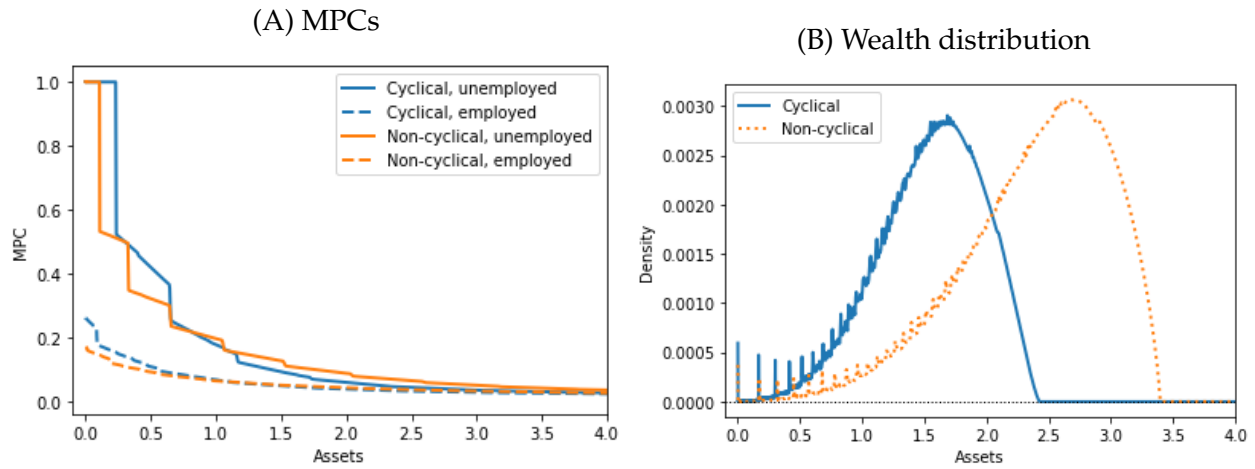 (A) MPCs
1.0
0.8
0.6
0.4
0.2
0.0
MPC
Cyclical, unemployed
Cyclical, employed
Non-cyclical, unemployed
Non-cyclical, employed
0.0 0.5 1.0 1.5 2.0 2.5 3.0 3.5 4.0
Assets
(B) Wealth distribution
0.0030
0.0025
0.0020
0.0015
0.0010
0.0005
0.0000
Density
Cyclical
Non-cyclical
0.0 0.5 1.0 1.5 2.0 2.5 3.0 3.5 4.0
Assets